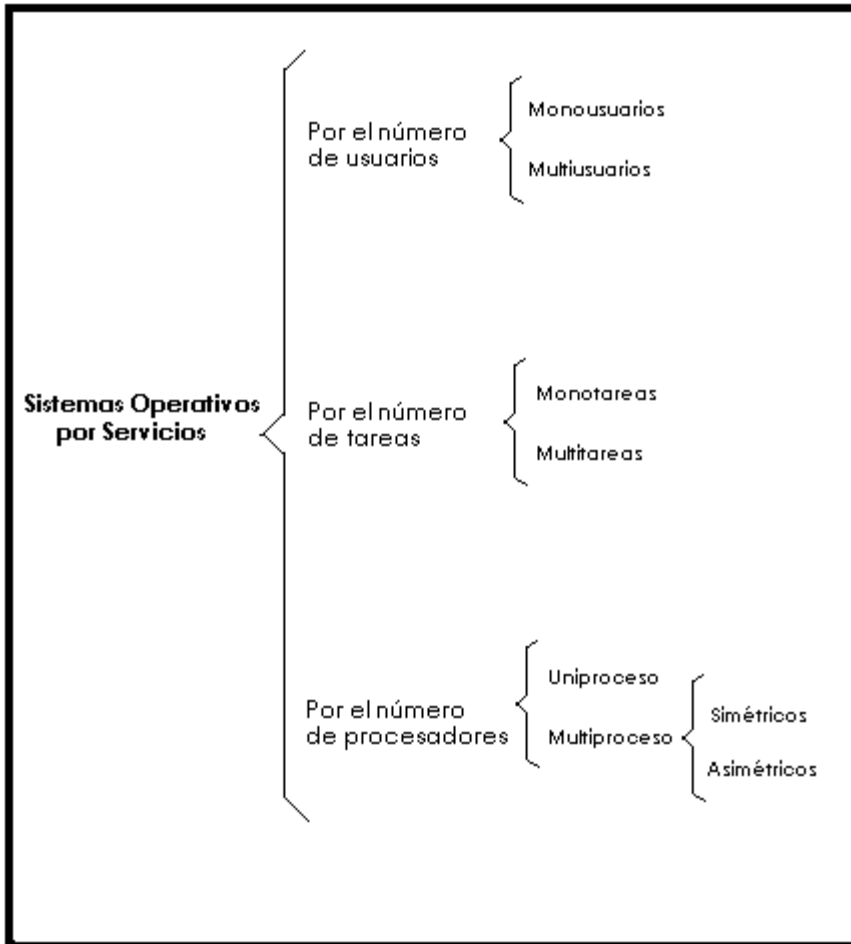 Sistemas Operativos
por Servicios
Por el número
de usuarios
Monousuarios
Multiusuarios
Por el número
de tareas
Monotareas
Multitareas
Por el número
de procesadores
Uniproceso
Multiproceso
Simétricos
Asimétricos